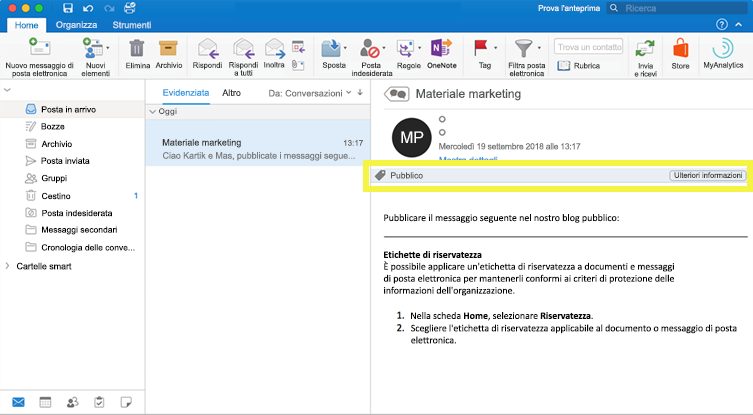 Prova l'anteprima
Ricerca
Home
Organizza
Strumenti
Nuovo messaggio di
posta elettronica
Nuovi
elementi
Elimina
Archivio
Rispondi
Rispondi
a tutti
Inoltra
Sposta
Posta
indesiderata
Regole
OneNote
Tag
Filtra posta
elettronica
Trova un contatto
Rubrica
Invia
e ricevi
Store
MyAnalytics
Posta in arrivo
Bozze
Archivio
Posta inviata
Gruppi
Cestino 1
Posta indesiderata
Messaggi secondari
Cronologia delle conve...
Cartelle smart
Evidenziata
Altro
Da: Conversazioni
Oggi
Materiale marketing 13:17
Ciao Kartik e Mas, pubblicate i messaggi segue...
Materiale marketing
MP
Mercoledì 19 settembre 2018 alle 13:17
Mostra dettagli
Pubblico
Ulteriori informazioni
Pubblicare il messaggio seguente nel nostro blog pubblico:
Etichette di riservatezza
È possibile applicare un'etichetta di riservatezza a documenti e messaggi
di posta elettronica per mantenerli conformi ai criteri di protezione delle
informazioni dell'organizzazione.
1. Nella scheda Home, selezionare Riservatezza.
2. Scegliere l'etichetta di riservatezza applicabile al documento o messaggio di posta
elettronica.